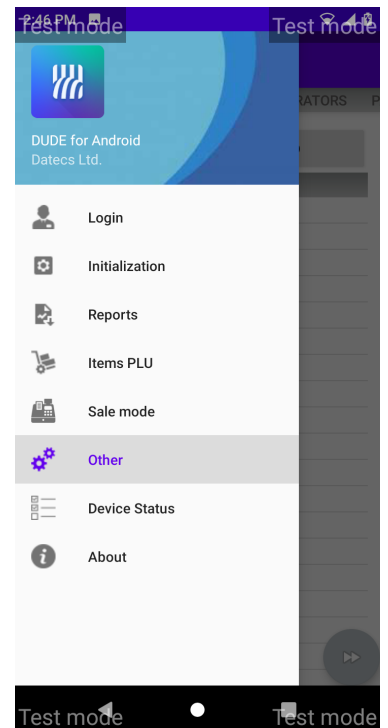 2:46 PM
Test mode
Test mode
DUDE for Android
Datecs Ltd.
RATORS P
Login
Initialization
Reports
Items PLU
Sale mode
Other
Device Status
About
Test mode
Test mode